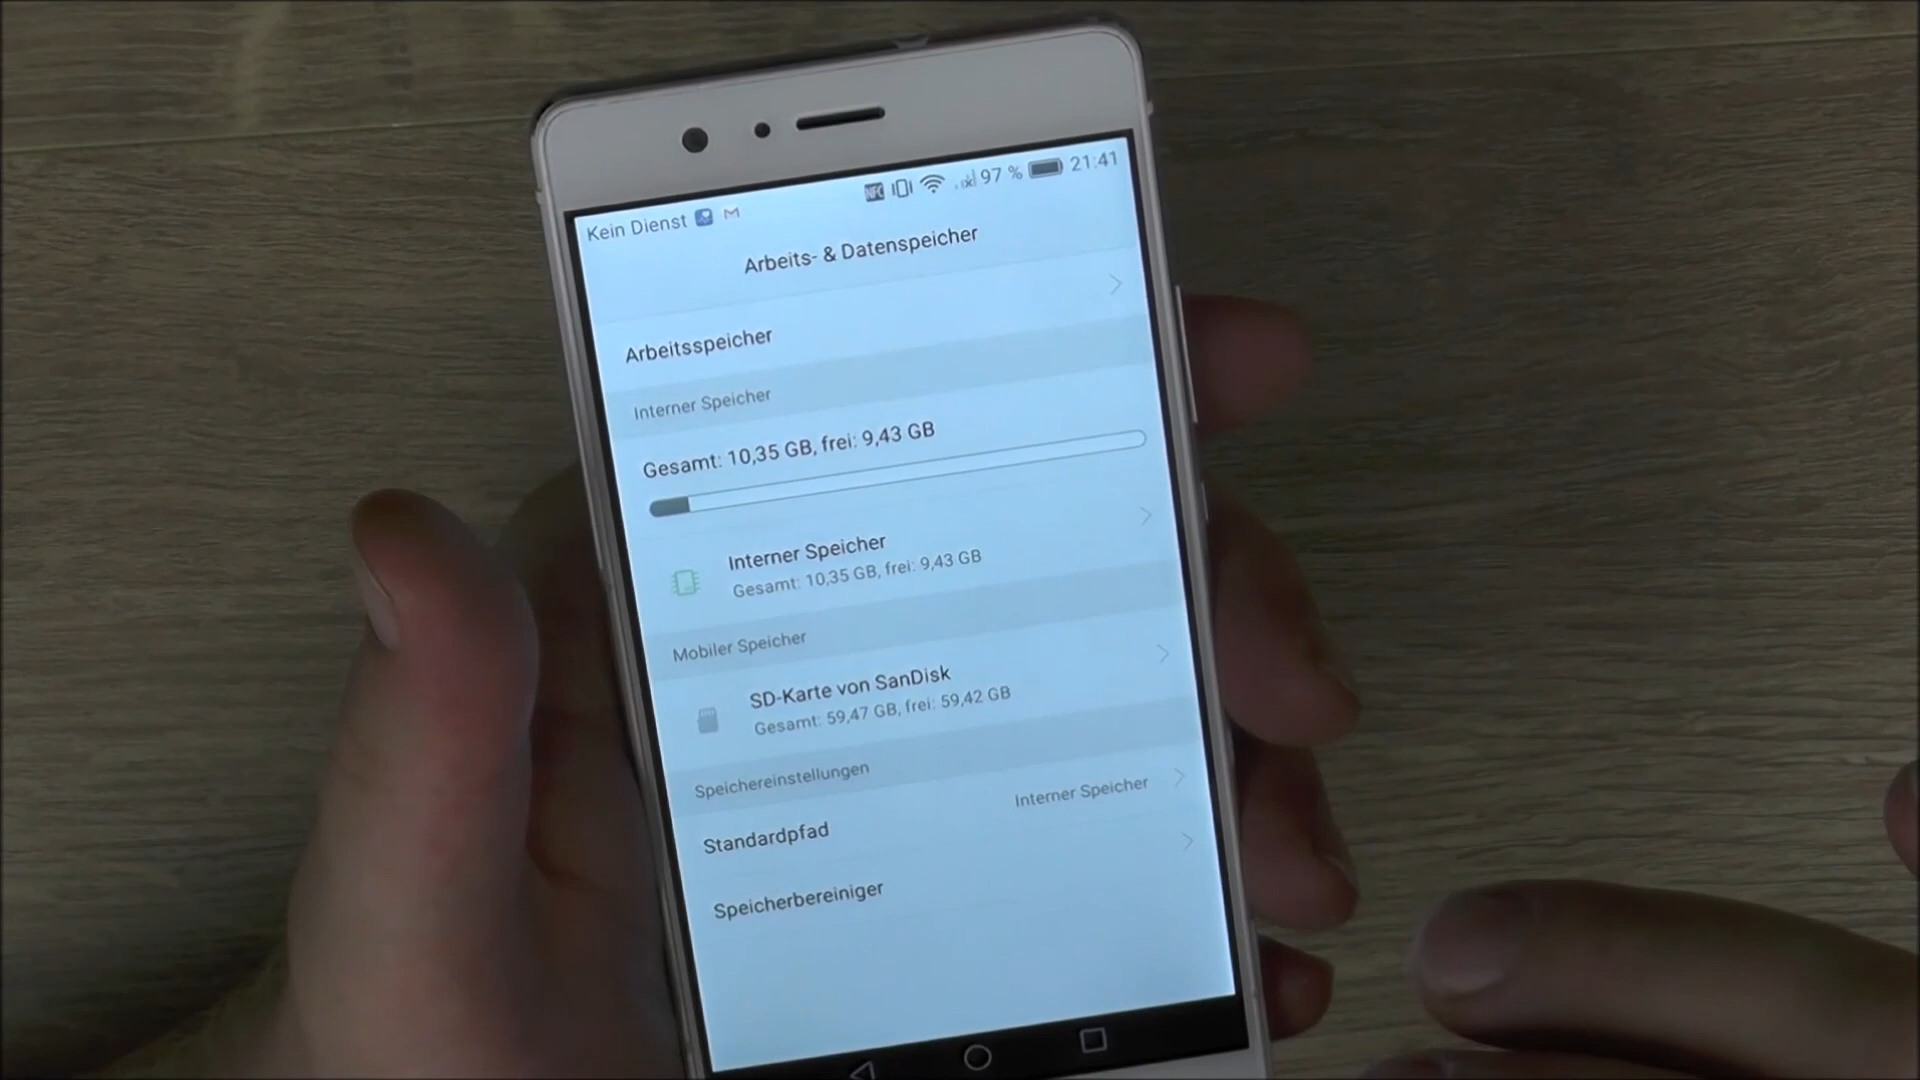 Kein Dienst NFC 97 % 21:41
Arbeits- & Datenspeicher
Arbeitsspeicher
Interner Speicher
Gesamt: 10,35 GB, frei: 9,43 GB
Interner Speicher
Gesamt: 10,35 GB, frei: 9,43 GB
Mobiler Speicher
SD-Karte von SanDisk
Gesamt: 59,47 GB, frei: 59,42 GB
Speichereinstellungen
Standardpfad Interner Speicher
Speicherbereiniger